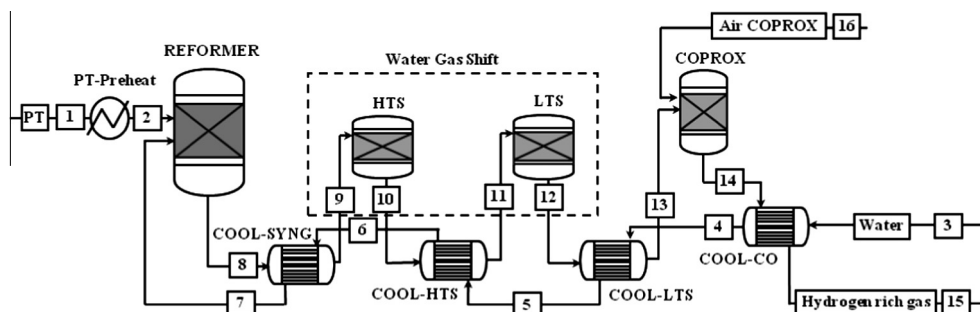 Air COPROX 16
REFORMER
Water Gas Shift
COPROX
PT-Preheat
HTS
LTS
PT 1 2
9 10 11 12 13 14
COOL-SYNG 6 4 Water 3
8 COOL-CO
COOL-HTS COOL-LTS
7 5 Hydrogen rich gas 15